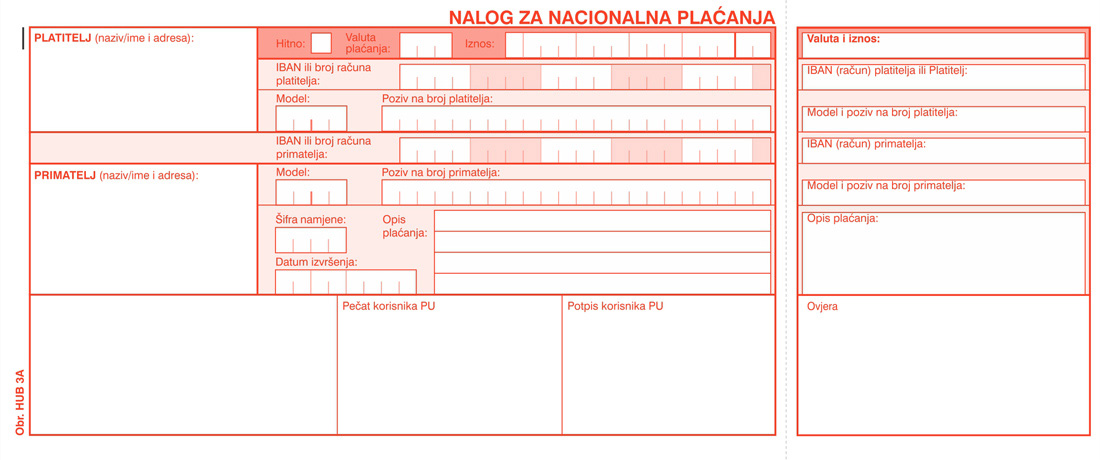 NALOG ZA NACIONALNA PLAĆANJA
PLATITELJ (naziv/ime i adresa):
Hitno:
Valuta
plaćanja:
Iznos:
IBAN ili broj računa
platitelja:
Model:
Poziv na broj platitelja:
IBAN ili broj računa
primatelja:
PRIMATELJ (naziv/ime i adresa):
Model:
Poziv na broj primatelja:
Šifra namjene:
Opis
plaćanja:
Datum izvršenja:
Pečat korisnika PU
Potpis korisnika PU
Obr. HUB 3A
Valuta i iznos:
IBAN (račun) platitelja ili Platitelj:
Model i poziv na broj platitelja:
IBAN (račun) primatelja:
Model i poziv na broj primatelja:
Opis plaćanja:
Ovjera